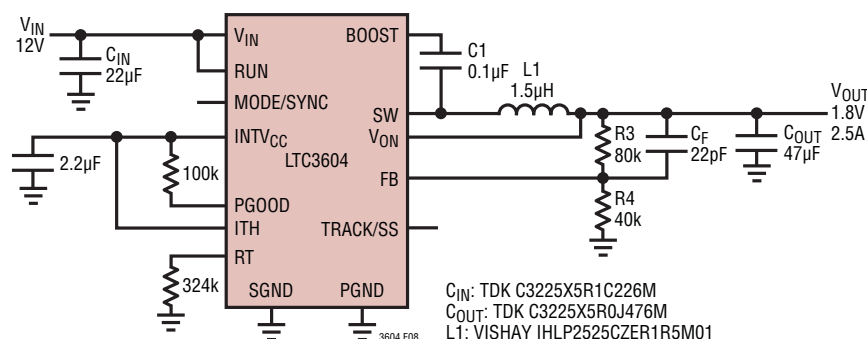 VIN
12V
CIN
22µF
VIN
RUN
MODE/SYNC
INTVCC
LTC3604
PGOOD
ITH
RT
SGND
PGND
BOOST
SW
VON
FB
TRACK/SS
2.2µF
100k
324k
C1
0.1µF
L1
1.5µH
R3
80k
CF
22pF
R4
40k
COUT
47µF
VOUT
1.8V
2.5A
CIN: TDK C3225X5R1C226M
COUT: TDK C3225X5R0J476M
L1: VISHAY IHLP2525CZER1R5M01
3604 F08